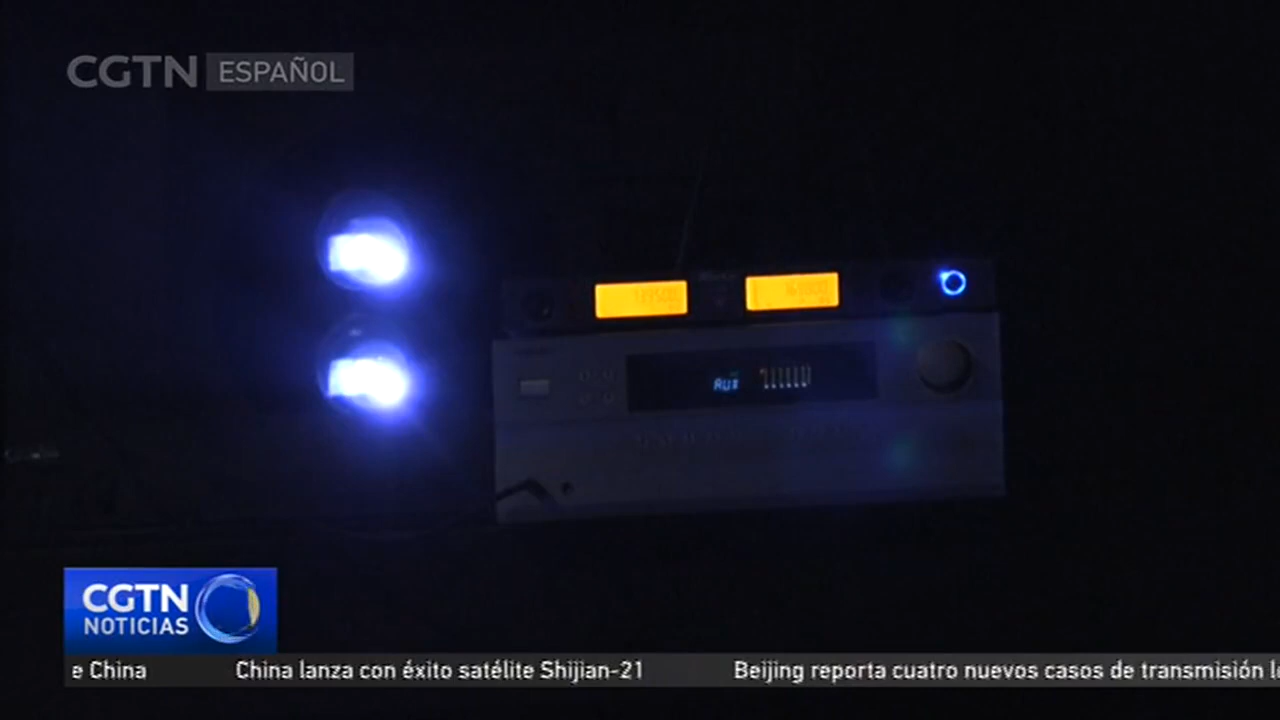 CGTN ESPAÑOL
AUX
CGTN
NOTICIAS
e China China lanza con éxito satélite Shijian-21 Beijing reporta cuatro nuevos casos de transmisión